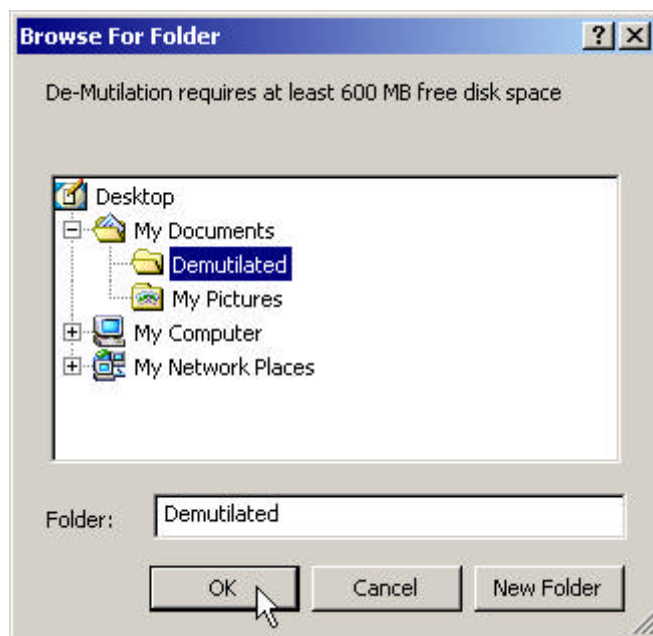 Browse For Folder
De-Mutilation requires at least 600 MB free disk space
Desktop
My Documents
Demutilated
My Pictures
My Computer
My Network Places
Folder: Demutilated
OK Cancel New Folder